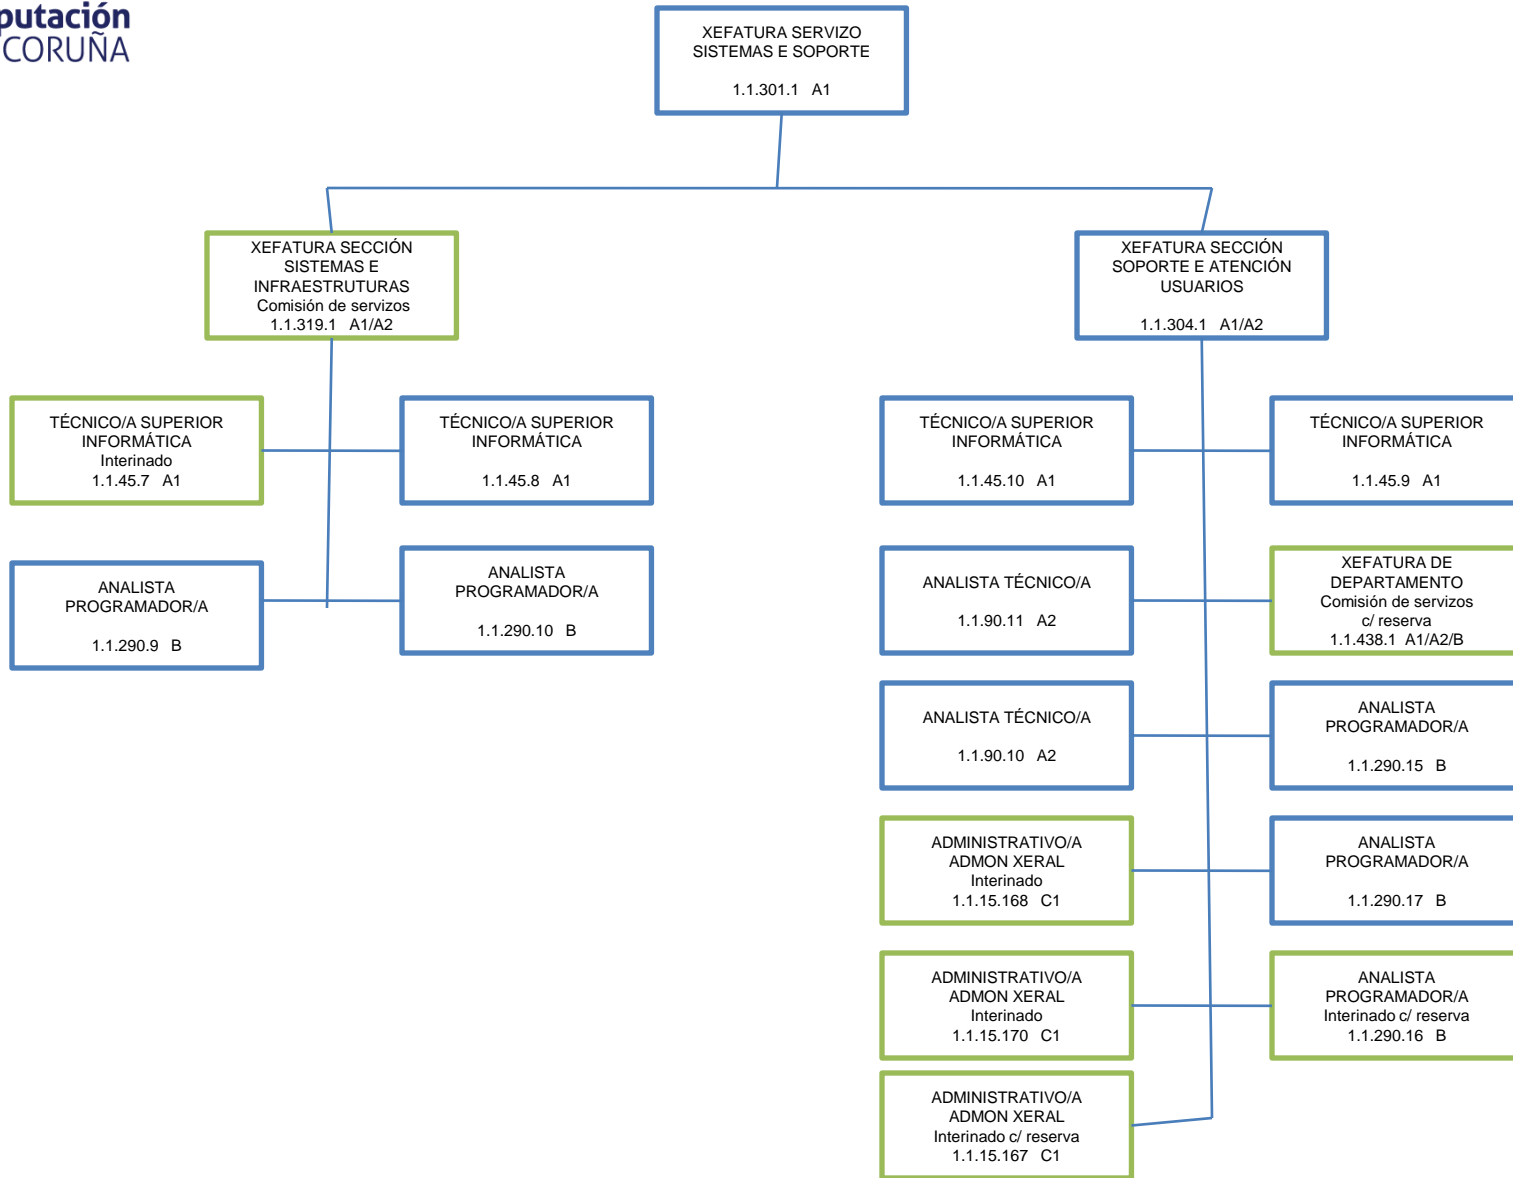 putación
CORUÑA
XEFATURA SERVIZO
SISTEMAS E SOPORTE
1.1.301.1 A1
XEFATURA SECCIÓN
SISTEMAS E
INFRAESTRUTURAS
Comisión de servizos
1.1.319.1 A1/A2
XEFATURA SECCIÓN
SOPORTE E ATENCIÓN
USUARIOS
1.1.304.1 A1/A2
TÉCNICO/A SUPERIOR
INFORMÁTICA
Interinado
1.1.45.7 A1
TÉCNICO/A SUPERIOR
INFORMÁTICA
1.1.45.8 A1
TÉCNICO/A SUPERIOR
INFORMÁTICA
1.1.45.10 A1
TÉCNICO/A SUPERIOR
INFORMÁTICA
1.1.45.9 A1
ANALISTA
PROGRAMADOR/A
1.1.290.9 B
ANALISTA
PROGRAMADOR/A
1.1.290.10 B
ANALISTA TÉCNICO/A
1.1.90.11 A2
XEFATURA DE
DEPARTAMENTO
Comisión de servizos
c/ reserva
1.1.438.1 A1/A2/B
ANALISTA TÉCNICO/A
1.1.90.10 A2
ANALISTA
PROGRAMADOR/A
1.1.290.15 B
ADMINISTRATIVO/A
ADMON XERAL
Interinado
1.1.15.168 C1
ANALISTA
PROGRAMADOR/A
1.1.290.17 B
ADMINISTRATIVO/A
ADMON XERAL
Interinado
1.1.15.170 C1
ANALISTA
PROGRAMADOR/A
Interinado c/ reserva
1.1.290.16 B
ADMINISTRATIVO/A
ADMON XERAL
Interinado c/ reserva
1.1.15.167 C1